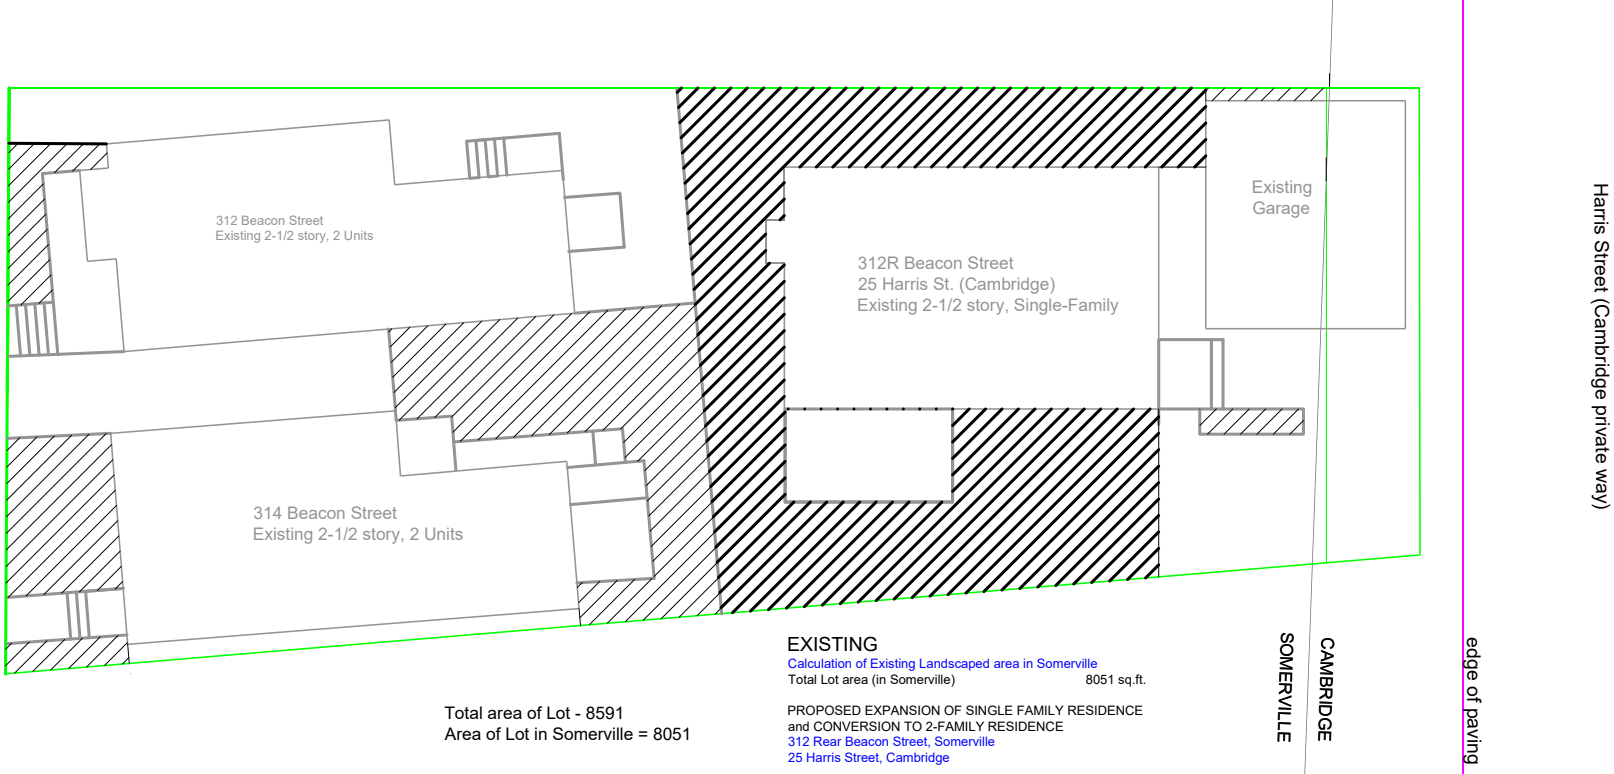 312 Beacon Street
Existing 2-1/2 story, 2 Units
Existing
Garage
312R Beacon Street
25 Harris St. (Cambridge)
Existing 2-1/2 story, Single-Family
Harris Street (Cambridge private way)
314 Beacon Street
Existing 2-1/2 story, 2 Units
EXISTING
Calculation of Existing Landscaped area in Somerville
Total Lot area (in Somerville) 8051 sq.ft.
PROPOSED EXPANSION OF SINGLE FAMILY RESIDENCE
and CONVERSION TO 2-FAMILY RESIDENCE
312 Rear Beacon Street, Somerville
25 Harris Street, Cambridge
Total area of Lot - 8591
Area of Lot in Somerville = 8051
SOMERVILLE
CAMBRIDGE
edge of paving